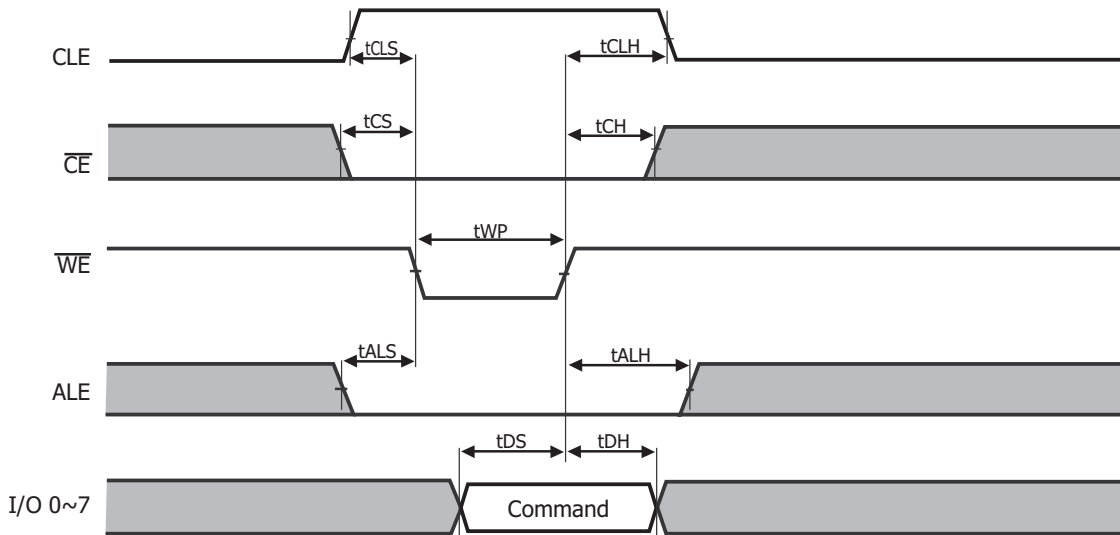 CLE
tCLS
tCLH
CE
tCS
tCH
WE
tWP
ALE
tALS
tALH
tDS
tDH
I/O 0~7
Command